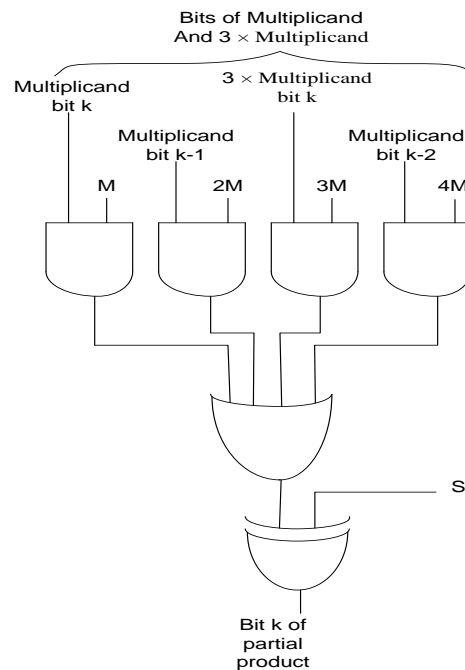 Bits of Multiplicand
And 3 × Multiplicand
Multiplicand
bit k
3 × Multiplicand
bit k
Multiplicand
bit k-1
Multiplicand
bit k-2
M
2M
3M
4M
S
Bit k of
partial
product